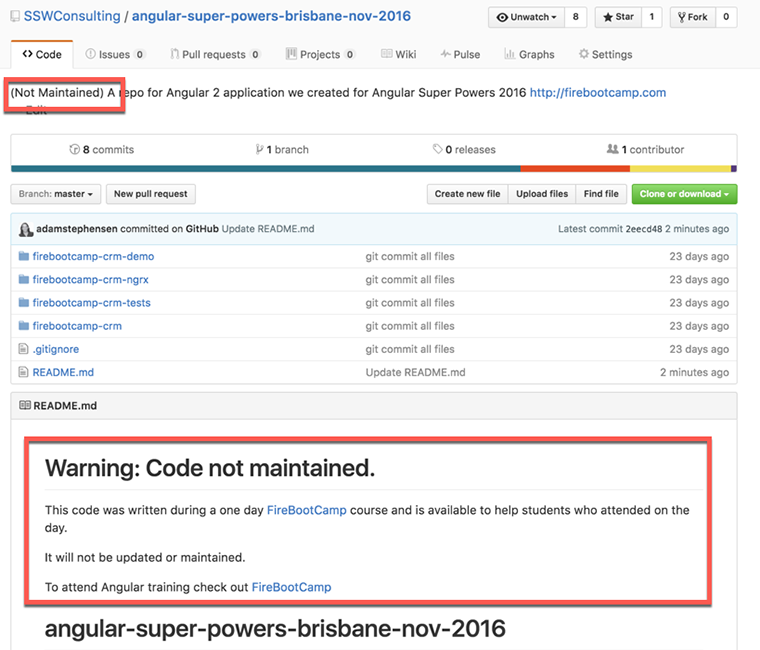 SSWConsulting / angular-super-powers-brisbane-nov-2016
Unwatch 8 Star 1 Fork 0
Code Issues 0 Pull requests 0 Projects 0 Wiki Pulse Graphs Settings
(Not Maintained) A repo for Angular 2 application we created for Angular Super Powers 2016 http://firebootcamp.com
Edit
8 commits 1 branch 0 releases 1 contributor
Branch: master New pull request Create new file Upload files Find file Clone or download
adamstephensen committed on GitHub Update README.md Latest commit 2eecd48 2 minutes ago
firebootcamp-crm-demo git commit all files 23 days ago
firebootcamp-crm-ngrx git commit all files 23 days ago
firebootcamp-crm-tests git commit all files 23 days ago
firebootcamp-crm git commit all files 23 days ago
.gitignore git commit all files 23 days ago
README.md Update README.md 2 minutes ago
README.md
Warning: Code not maintained.
This code was written during a one day FireBootCamp course and is available to help students who attended on the
day.
It will not be updated or maintained.
To attend Angular training check out FireBootCamp
angular-super-powers-brisbane-nov-2016